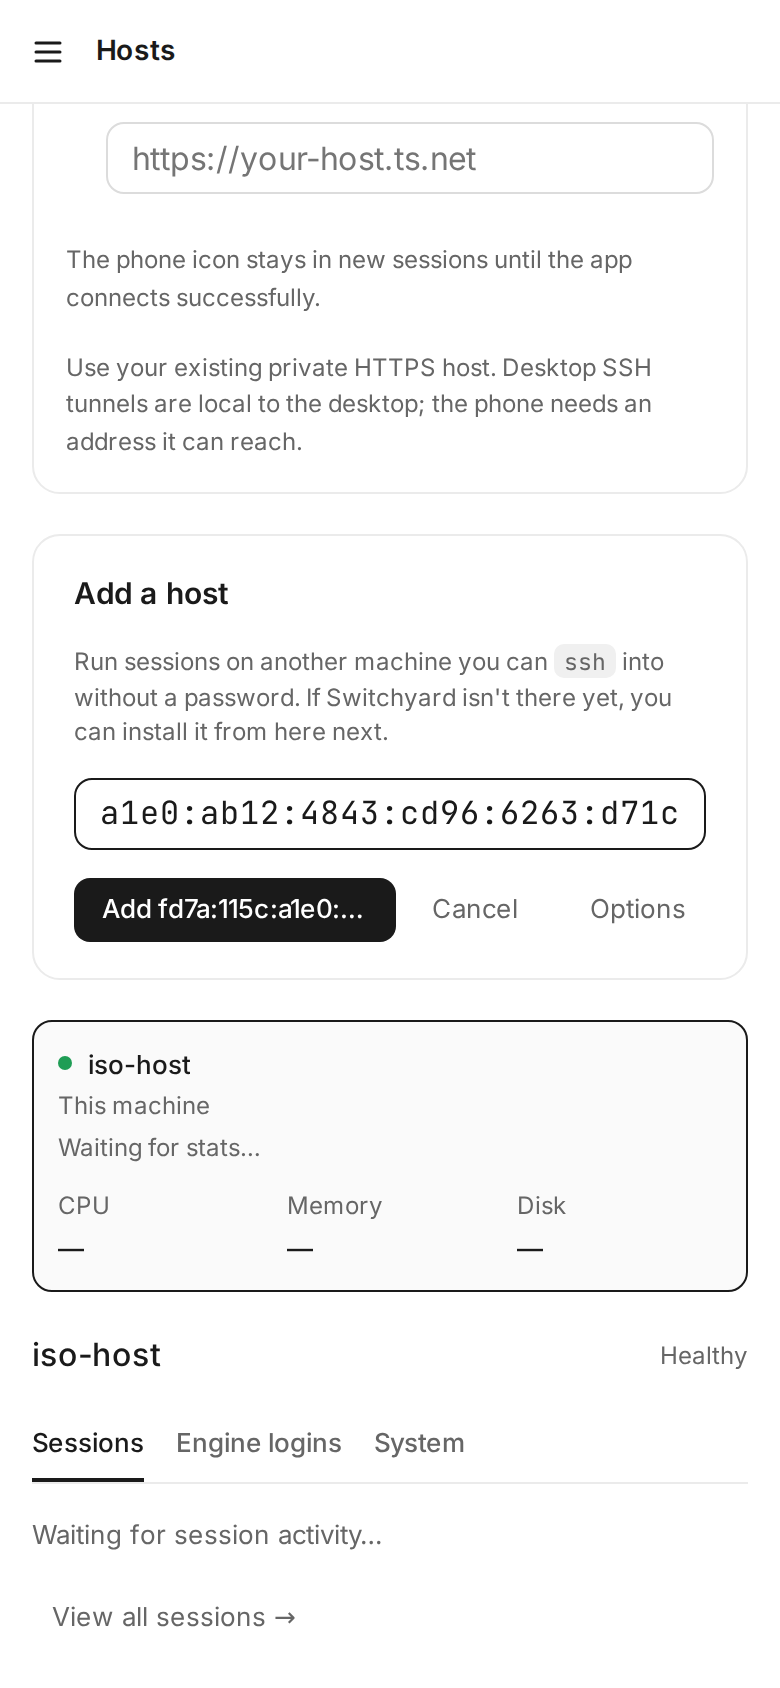 Hosts
https://your-host.ts.net
The phone icon stays in new sessions until the app
connects successfully.
Use your existing private HTTPS host. Desktop SSH
tunnels are local to the desktop; the phone needs an
address it can reach.
Add a host
Run sessions on another machine you can ssh into
without a password. If Switchyard isn't there yet, you
can install it from here next.
a1e0:ab12:4843:cd96:6263:d71c
Add fd7a:115c:a1e0:... Cancel Options
iso-host
This machine
Waiting for stats...
CPU Memory Disk
— — —
iso-host Healthy
Sessions Engine logins System
Waiting for session activity...
View all sessions →